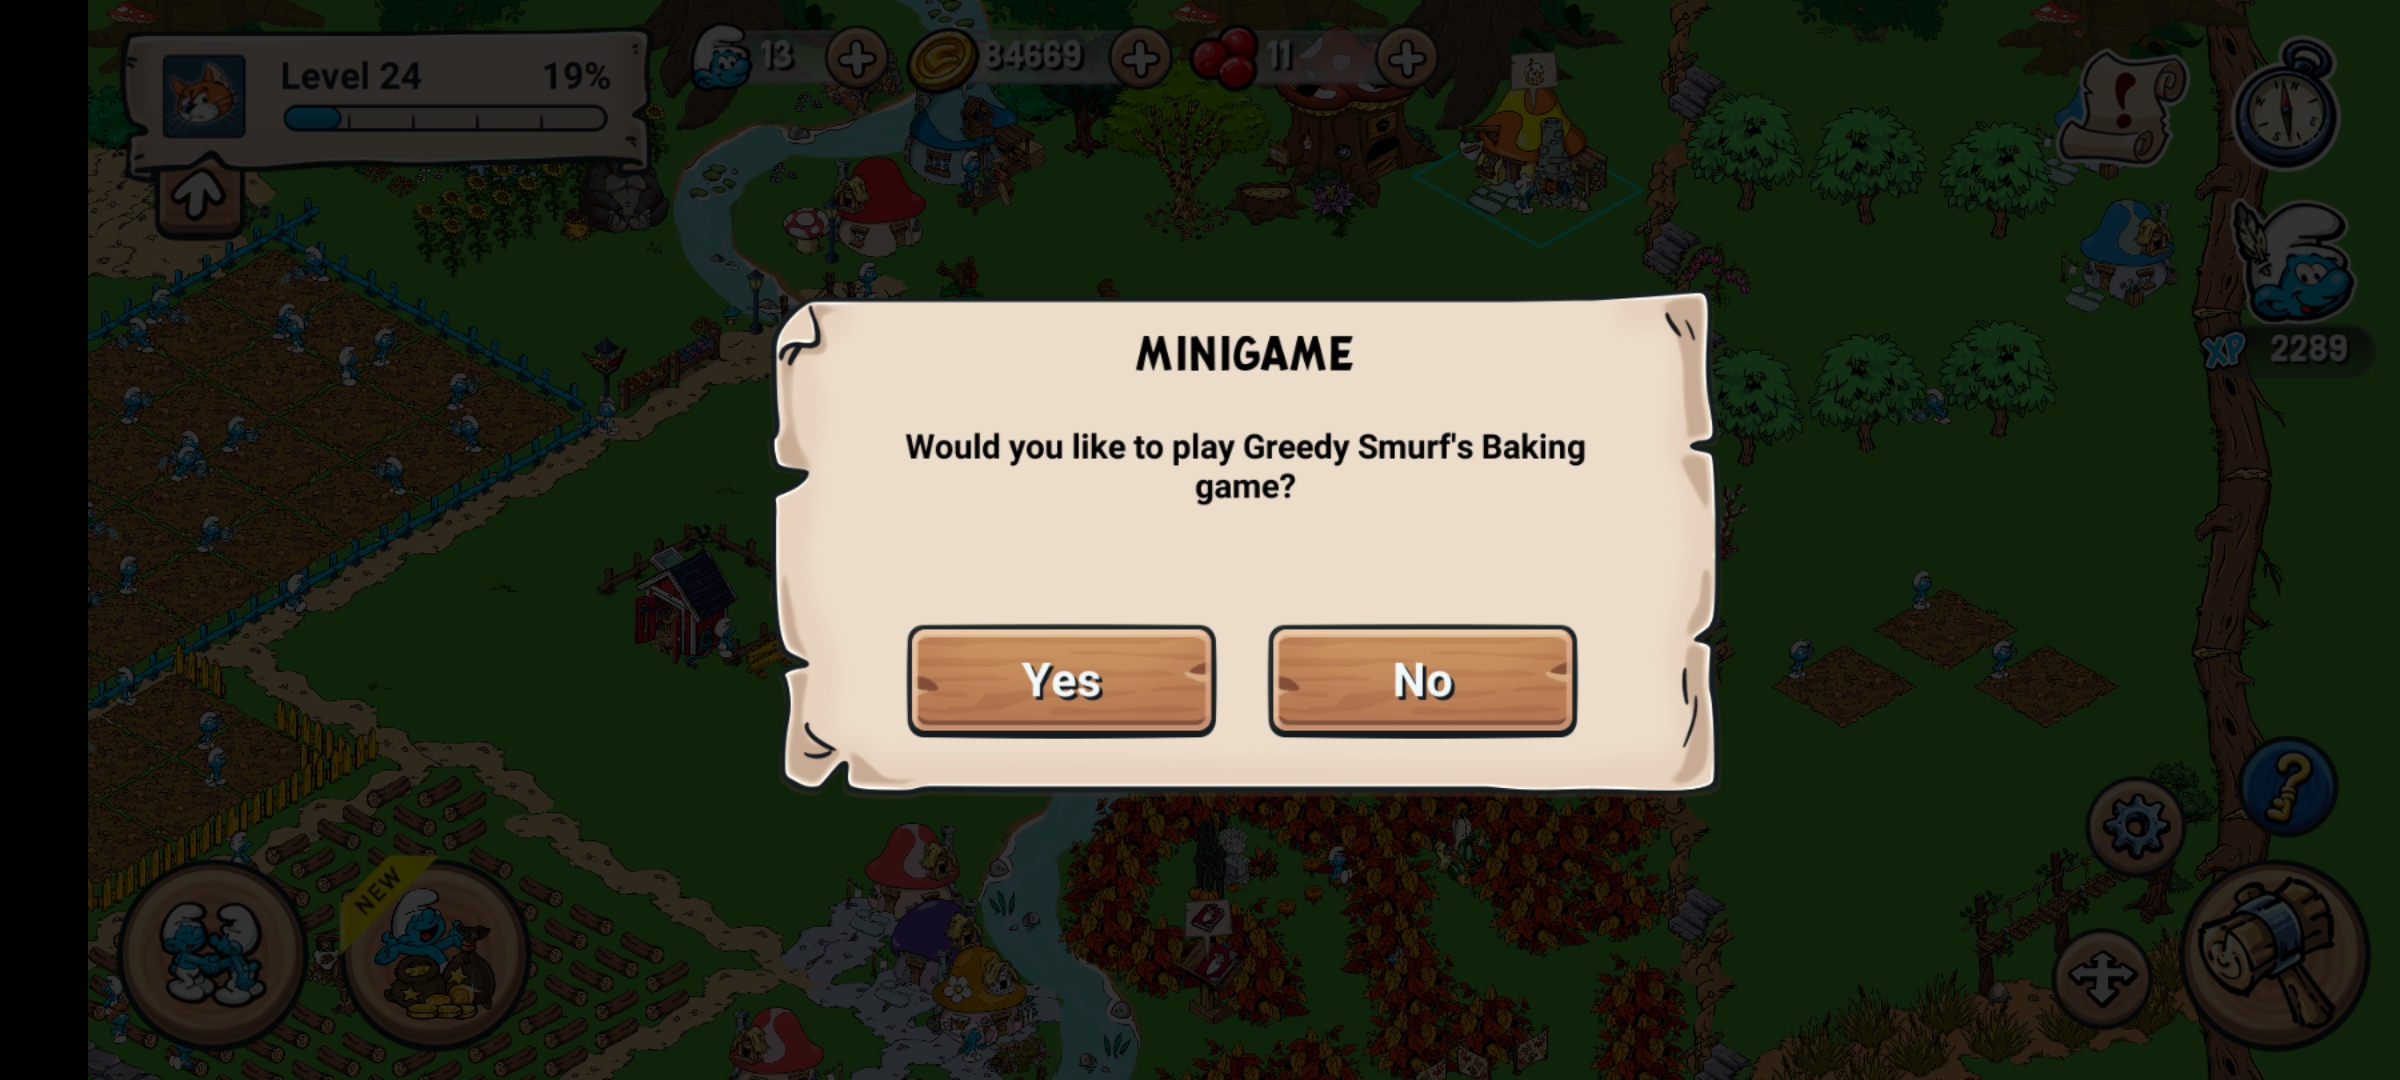 Level 24 19%
13
84669
11
MINIGAME
Would you like to play Greedy Smurf's Baking
game?
Yes
No
XP 2289
NEW